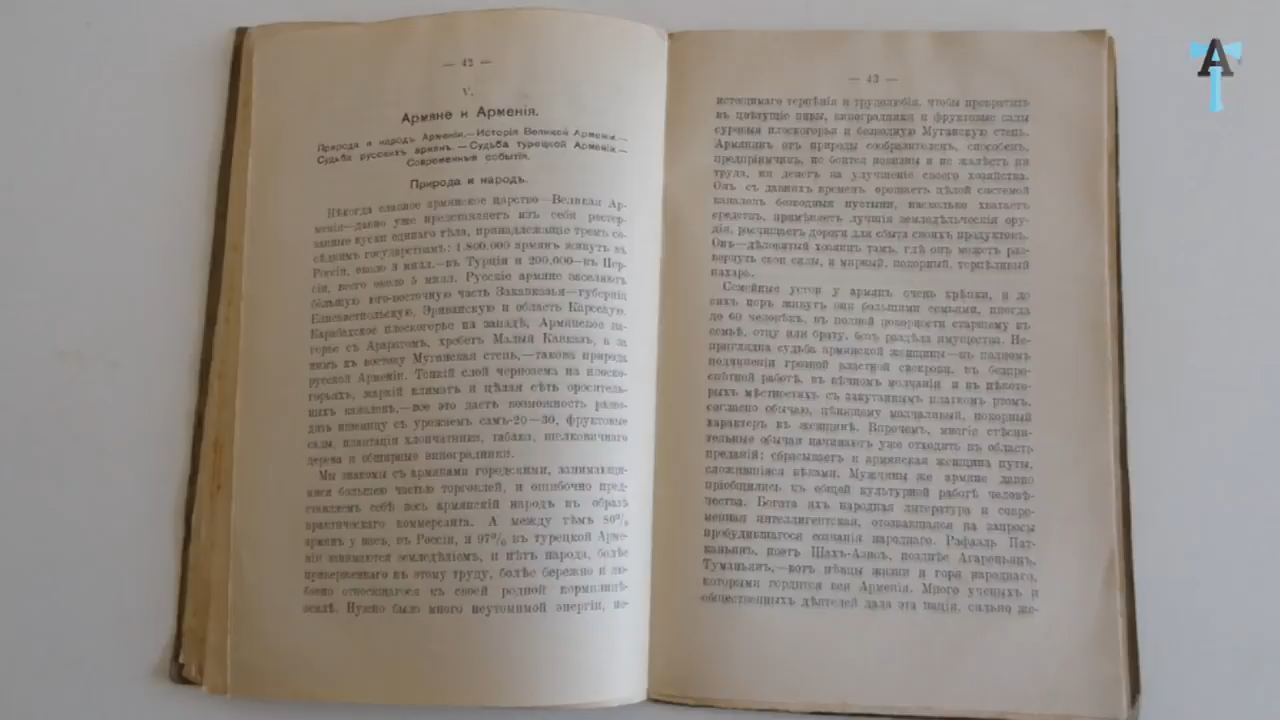 — 42 —
V.
Армяне и Арменія.
Природа и народъ Арменіи.—Исторія Великой Арменіи.—
Судьба русскихъ армянъ.—Судьба турецкой Арменіи.—
Современныя событія.
Природа и народъ.
Нѣкогда славное армянское царство—Великая Ар-
менія—давно уже представляетъ изъ себя растер-
занные куски единаго тѣла, принадлежащіе тремъ со-
сѣднимъ государствамъ: 1.800.000 армянъ живутъ въ
Россіи, около 3 милл.—въ Турціи и 200,000—въ Пер-
сіи, всего около 5 милл. Русскіе армяне заселяютъ
бо́льшую юго-восточную часть Закавказья—губерніи
Елисаветпольскую, Эриванскую и область Карсскую.
Карабахское плоскогорье на западѣ, Армянское на-
горье съ Араратомъ, хребетъ Малый Кавказъ, а за
нимъ къ востоку Муганская степь,—такова природа
русской Арменіи. Тонкій слой чернозема на плоско-
горьяхъ, жаркій климатъ и цѣлая сѣть ороситель-
ныхъ каналовъ,—все это даетъ возможность разво-
дить пшеницу съ урожаемъ самъ-20—30, фруктовые
сады, плантаціи хлопчатника, табака, шелковичнаго
дерева и обширные виноградники.
Мы знакомы съ армянами городскими, занимающи-
мися большею частью торговлей, и ошибочно пред-
ставляемъ себѣ весь армянскій народъ въ образѣ
практическаго коммерсанта. А между тѣмъ 80%
армянъ у насъ, въ Россіи, и 97% въ турецкой Арме-
ніи занимаются земледѣліемъ, и нѣтъ народа, болѣе
приверженнаго къ этому труду, болѣе бережно и лю-
бовно относящагося къ своей родной кормилицѣ-
землѣ. Нужно было много неутомимой энергіи, не-
— 43 —
истощимаго терпѣнія и трудолюбія, чтобы превратить
въ цвѣтущіе нивы, виноградники и фруктовые сады
суровыя плоскогорья и безводную Муганскую степь.
Армянинъ отъ природы сообразителенъ, способенъ,
предпріимчивъ, не боится новизны и не жалѣетъ ни
труда, ни денегъ на улучшеніе своего хозяйства.
Онъ съ давнихъ временъ орошаетъ цѣлой системой
каналовъ безводныя пустыни, насколько хватаетъ
средствъ, примѣняетъ лучшія земледѣльческія ору-
дія, расчищаетъ дороги для сбыта своихъ продуктовъ.
Онъ—дѣловитый хозяинъ тамъ, гдѣ онъ можетъ раз-
вернуть свои силы, и мирный, покорный, терпѣливый
пахарь.
Семейные устои у армянъ очень крѣпки, и до
сихъ поръ живутъ они большими семьями, иногда
до 60 человѣкъ, въ полной покорности старшему въ
семьѣ, отцу или брату, безъ раздѣла имущества. Не-
приглядна судьба армянской женщины—въ полномъ
подчиненіи грозной властной свекрови, въ безпро-
свѣтной работѣ, въ вѣчномъ молчаніи и въ нѣкото-
рыхъ мѣстностяхъ съ закутаннымъ платкомъ ртомъ,
согласно обычаю, цѣнящему молчаливый, покорный
характеръ въ женщинѣ. Впрочемъ, многіе стѣсни-
тельные обычаи начинаютъ уже отходить въ область
преданій; сбрасываетъ и армянская женщина путы,
сложившіяся вѣками. Мужчины же армяне давно
пріобщились къ общей культурной работѣ человѣ-
чества. Богата ихъ народная литература и совре-
менная интеллигентская, отозвавшаяся на запросы
пробудившагося сознанія народнаго. Рафаэль Пат-
каньянъ, поэтъ Шахъ-Азизъ, позднѣе Агароньянъ,
Туманьянъ,—вотъ пѣвцы жизни и горя народнаго,
которыми гордится вся Арменія. Много ученыхъ и
общественныхъ дѣятелей дала эта нація, сильно же-